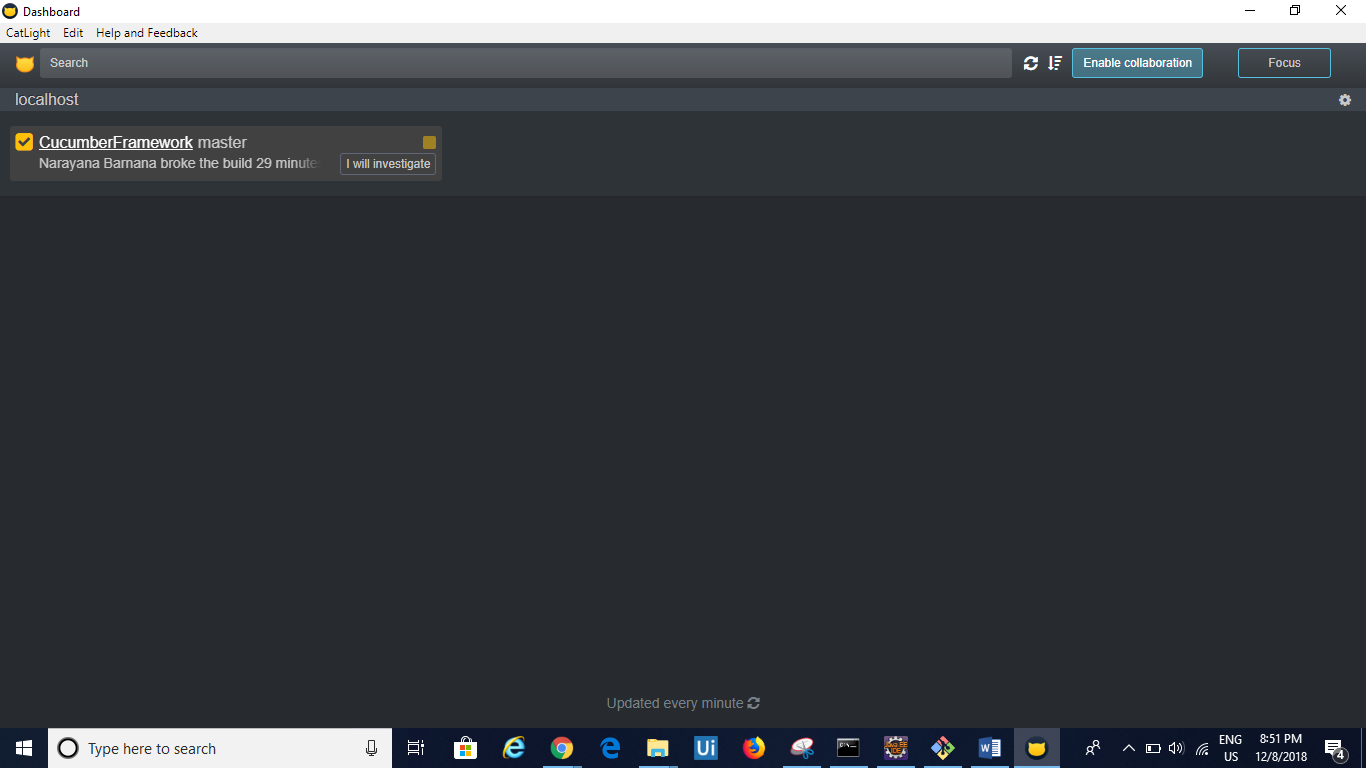 Dashboard
CatLight Edit Help and Feedback
Search
Enable collaboration
Focus
localhost
CucumberFramework master
Narayana Barnana broke the build 29 minute
I will investigate
Updated every minute
Type here to search
Ui
ENG
US
8:51 PM
12/8/2018
4